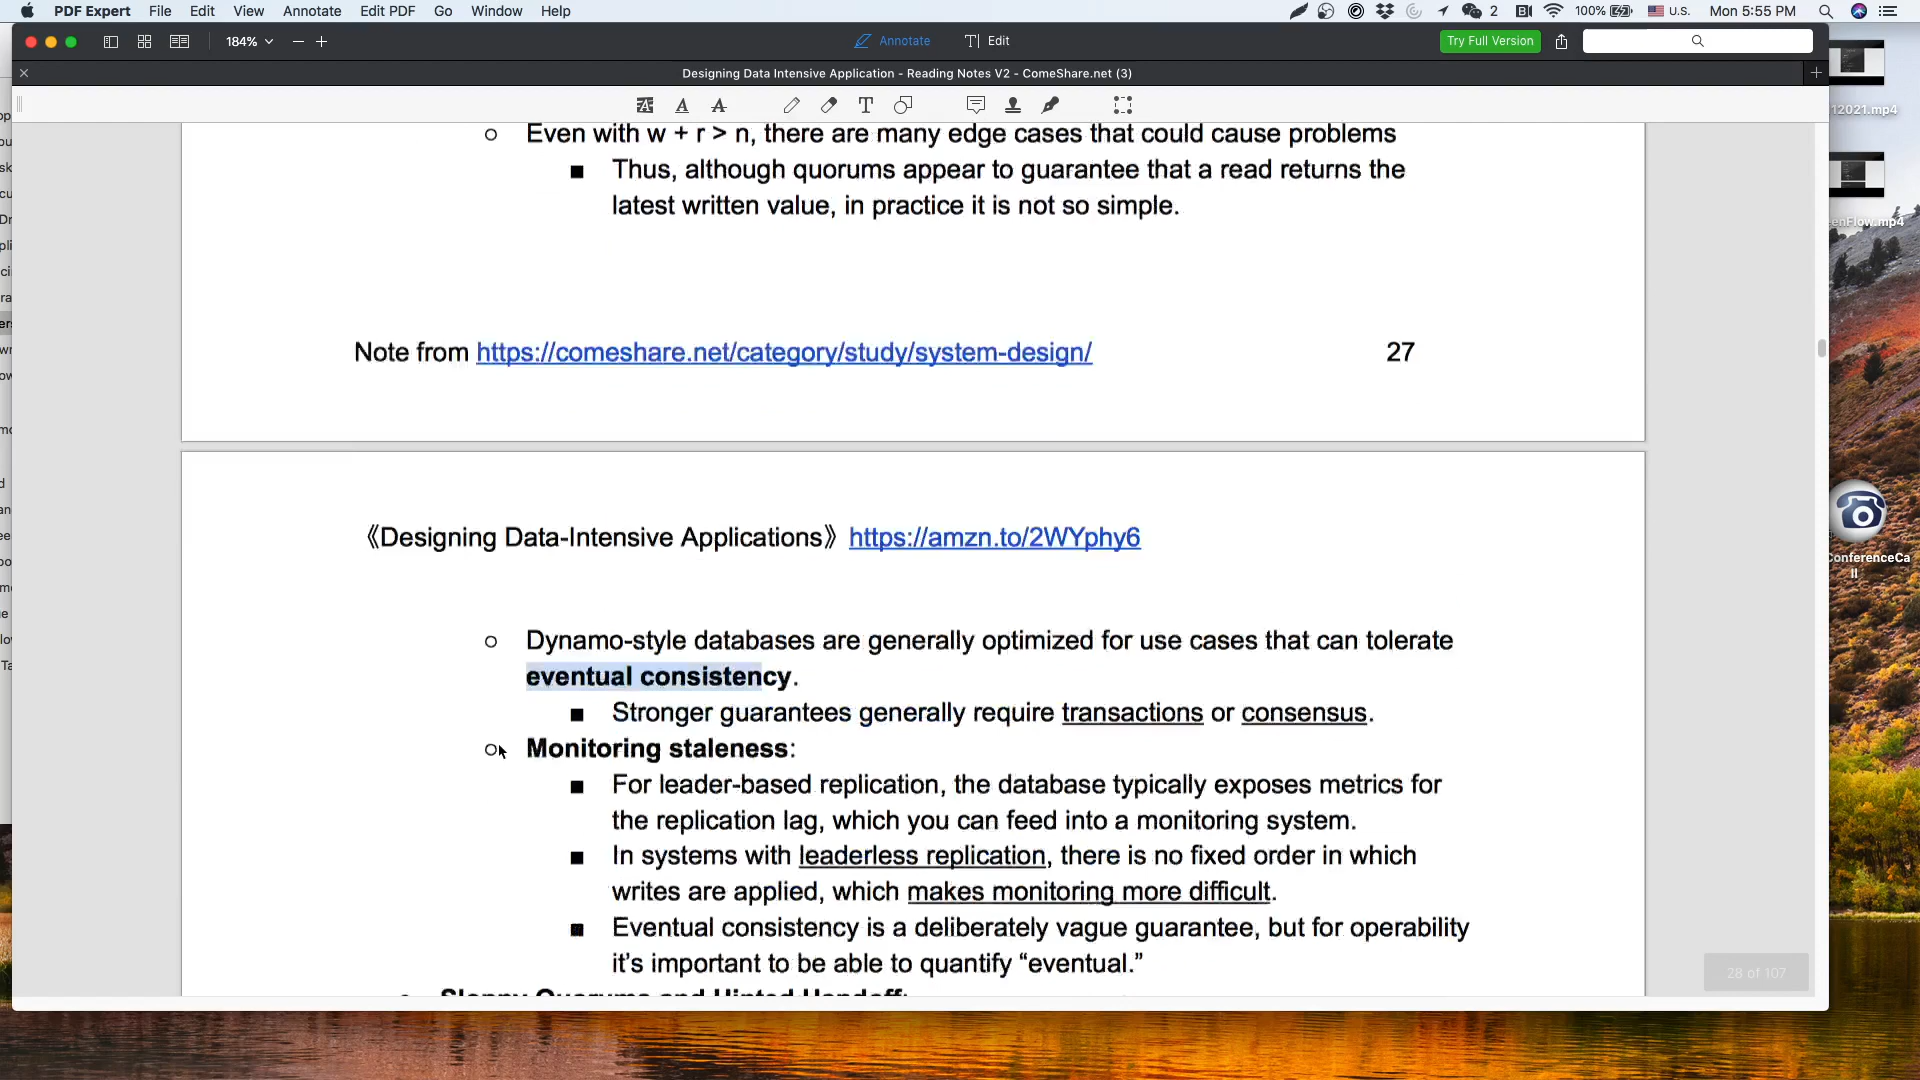 PDF Expert File Edit View Annotate Edit PDF Go Window Help 2 100% U.S. Mon 5:55 PM
184% Annotate Edit Try Full Version
Designing Data Intensive Application - Reading Notes V2 - ComeShare.net (3)
12021.mp4
enFlow.mp4
○ Even with w + r > n, there are many edge cases that could cause problems
■ Thus, although quorums appear to guarantee that a read returns the
latest written value, in practice it is not so simple.
Note from https://comeshare.net/category/study/system-design/ 27
《Designing Data-Intensive Applications》 https://amzn.to/2WYphy6
○ Dynamo-style databases are generally optimized for use cases that can tolerate
eventual consistency.
■ Stronger guarantees generally require transactions or consensus.
○ Monitoring staleness:
■ For leader-based replication, the database typically exposes metrics for
the replication lag, which you can feed into a monitoring system.
■ In systems with leaderless replication, there is no fixed order in which
writes are applied, which makes monitoring more difficult.
■ Eventual consistency is a deliberately vague guarantee, but for operability
it's important to be able to quantify “eventual.”
Sloppy Quorums and Hinted Handoff:
28 of 107
ConferenceCa
ll